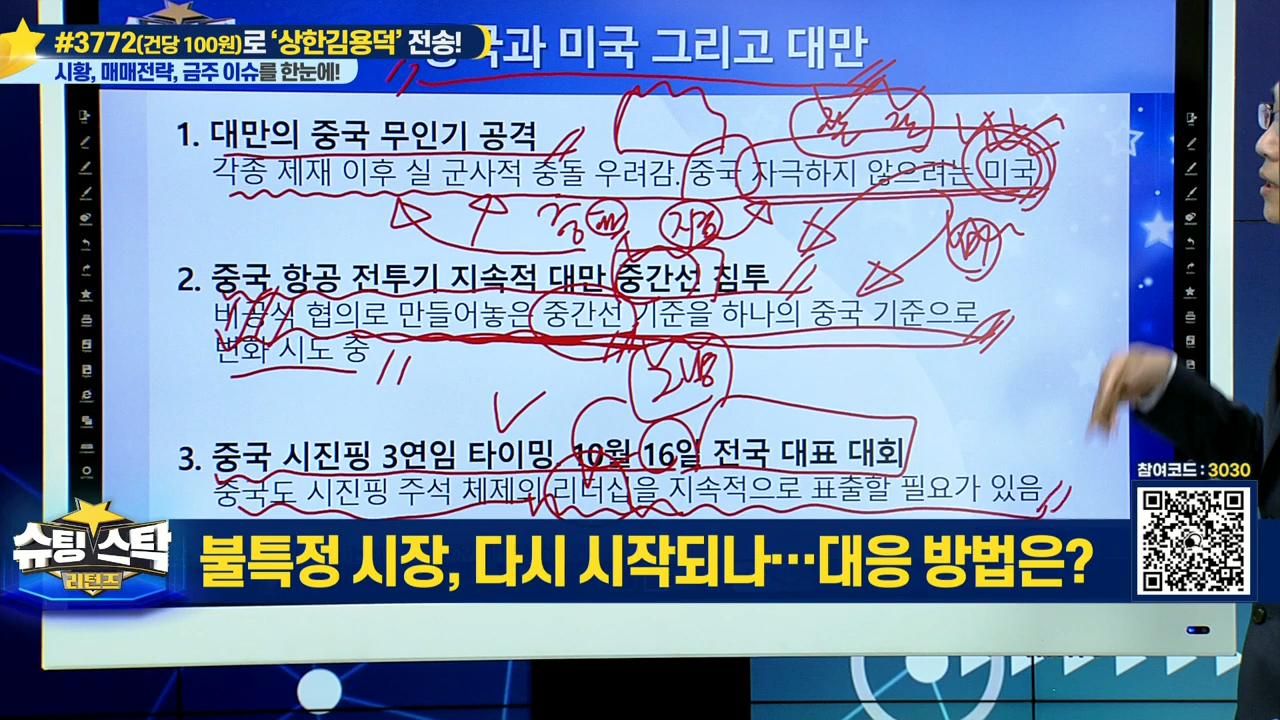 #3772(건당 100원)로 '상한김용덕' 전송!
시황, 매매전략, 금주 이슈를 한눈에!
국과 미국 그리고 대만
1. 대만의 중국 무인기 공격
각종 제재 이후 실 군사적 충돌 우려감, 중국 자극하지 않으려는 미국
2. 중국 항공 전투기 지속적 대만 중간선 침투
비공식 협의로 만들어놓은 중간선 기준을 하나의 중국 기준으로
변화 시도 중
3. 중국 시진핑 3연임 타이밍, 10월 16일 전국 대표 대회
중국도 시진핑 주석 체제의 리더십을 지속적으로 표출할 필요가 있음
참여코드 : 3030
슈팅스탁
리턴즈
불특정 시장, 다시 시작되나…대응 방법은?